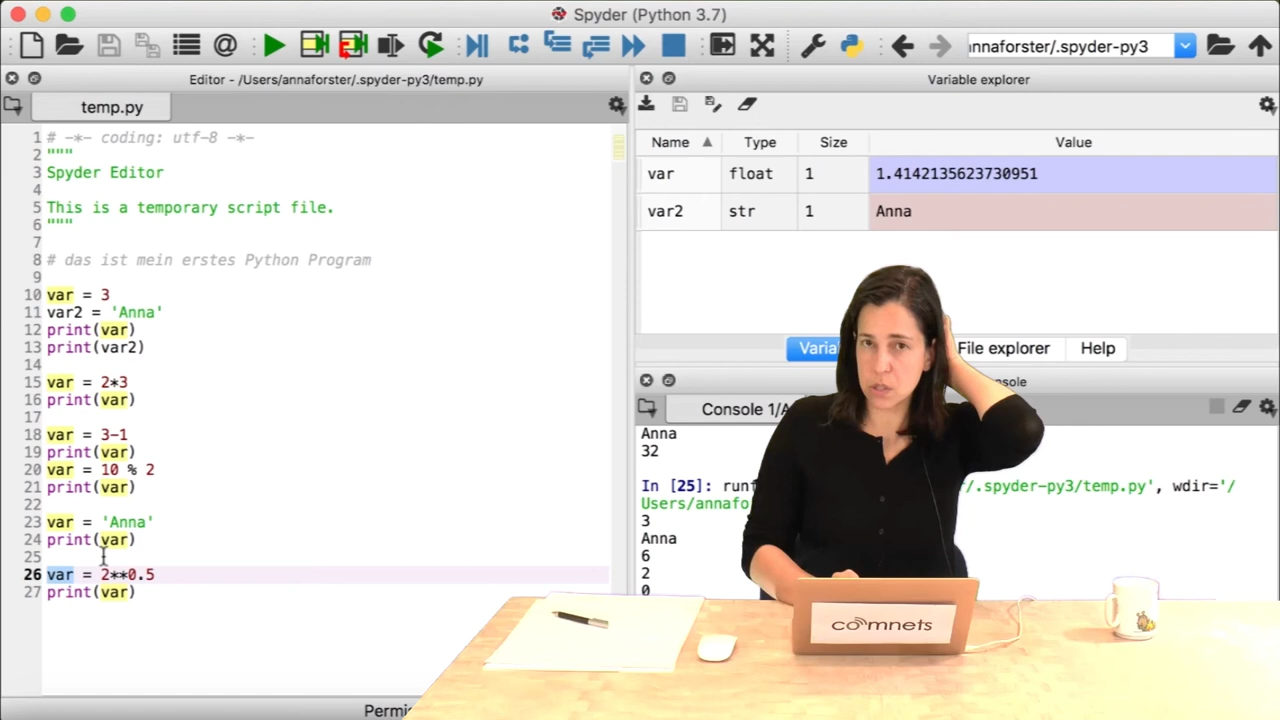 Spyder (Python 3.7)
nnaforster/.spyder-py3
Editor - /Users/annaforster/.spyder-py3/temp.py
temp.py
1 # -*- coding: utf-8 -*-
2 """
3 Spyder Editor
4
5 This is a temporary script file.
6 """
7
8 # das ist mein erstes Python Program
9
10 var = 3
11 var2 = 'Anna'
12 print(var)
13 print(var2)
14
15 var = 2*3
16 print(var)
17
18 var = 3-1
19 print(var)
20 var = 10 % 2
21 print(var)
22
23 var = 'Anna'
24 print(var)
25
26 var = 2**0.5
27 print(var)
Variable explorer
Name Type Size Value
var float 1 1.4142135623730951
var2 str 1 Anna
File explorer Help
Console 1/A
Anna
32
In [25]: /.spyder-py3/temp.py', wdir='/
Users/annafo
3
Anna
6
2
0
comnets